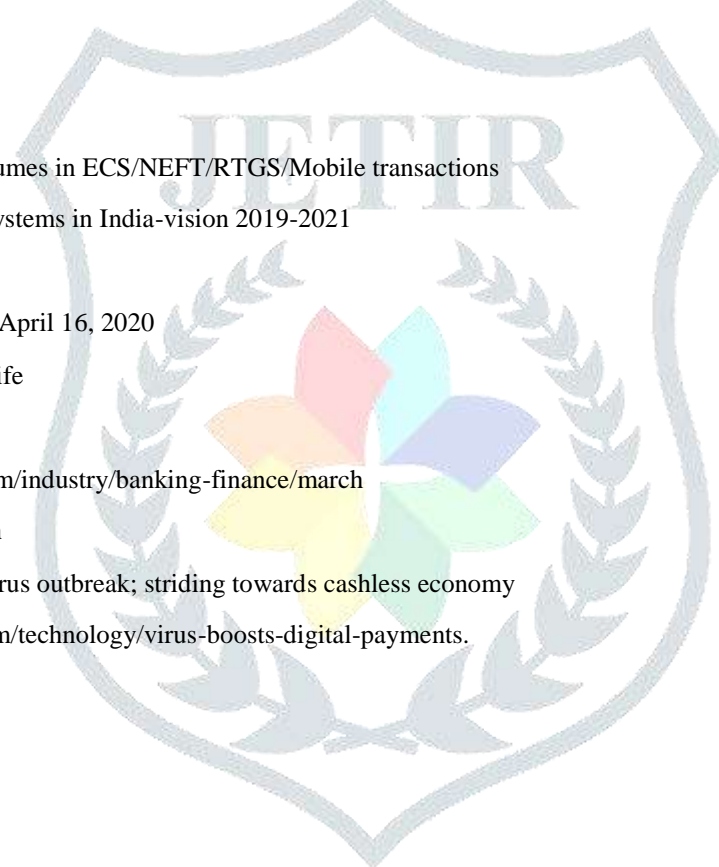 JETIR
umes in ECS/NEFT/RTGS/Mobile transactions
ystems in India-vision 2019-2021
April 16, 2020
ife
m/industry/banking-finance/march
rus outbreak; striding towards cashless economy
m/technology/virus-boosts-digital-payments.